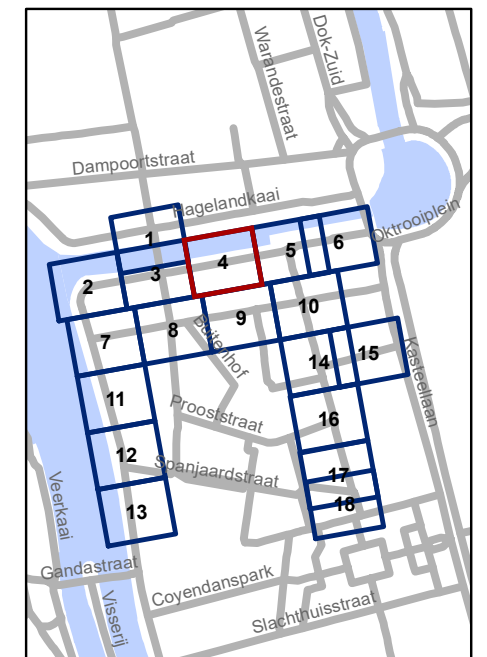 Dok-Zuid
Warandestraat
Dampoortstraat
Hagelandkaai
Oktrooiplein
1
2
3
4
5
6
7
8
9
10
Buitenhof
11
12
13
14
15
16
17
18
Kasteellaan
Prooststraat
Spanjaardstraat
Veerkaai
Gandastraat
Visserij
Coyendanspark
Slachthuisstraat